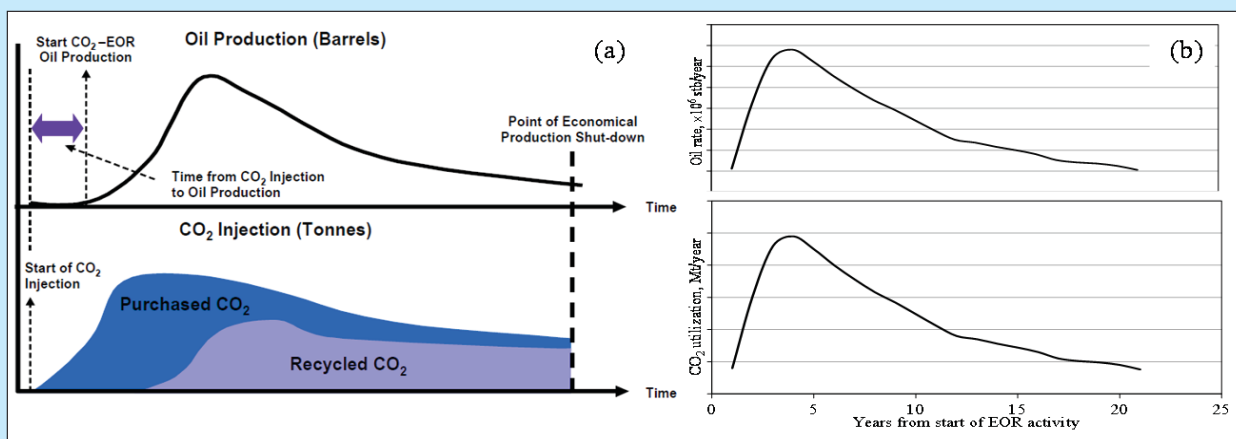 Start CO₂–EOR
Oil Production
Oil Production (Barrels)
(a)
Point of Economical
Production Shut-down
Time from CO₂ Injection
to Oil Production
Time
CO₂ Injection (Tonnes)
Start of CO₂
Injection
Purchased CO₂
Recycled CO₂
Time
(b)
Oil rate, ×10⁶ stb/year
CO₂ utilization, Mt/year
0 5 10 15 20 25
Years from start of EOR activity